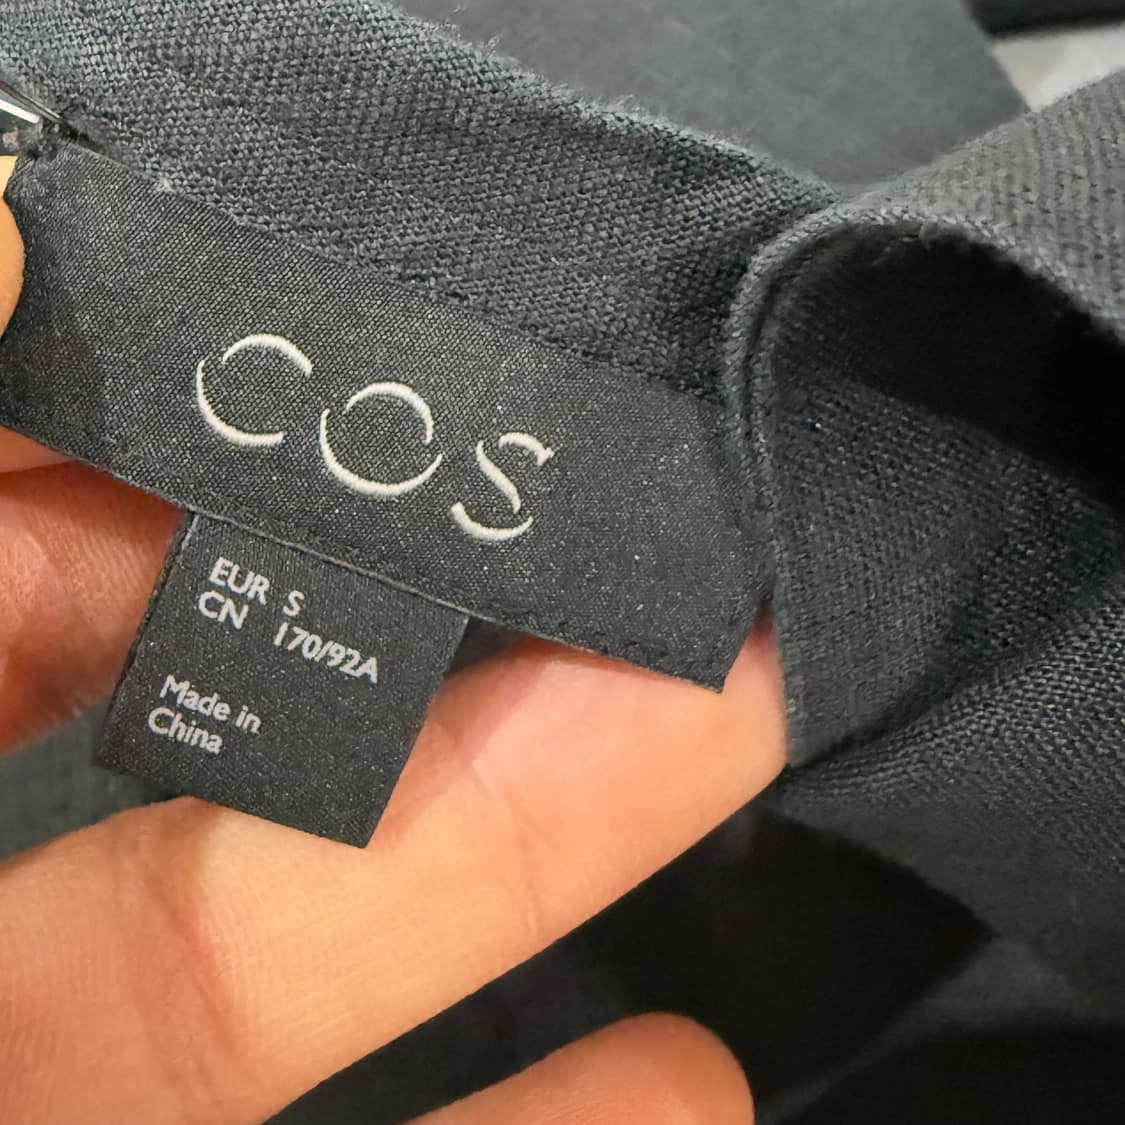 COS
EUR S
CN 170/92A
Made in
China